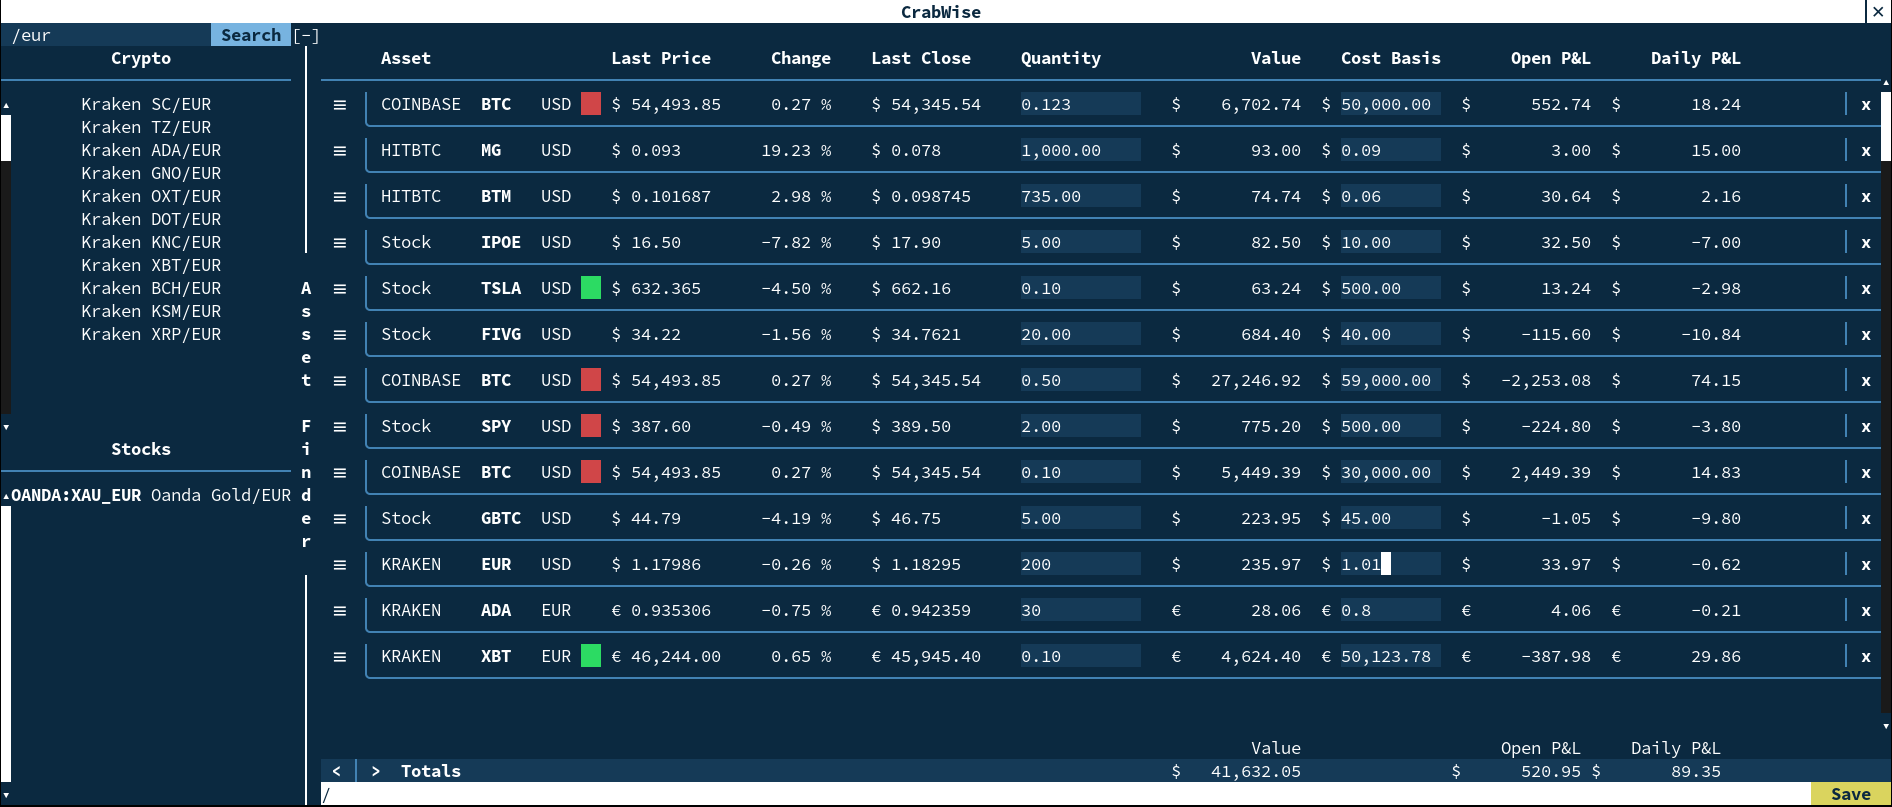 CrabWise ✕
/eur Search [-]
Crypto
Kraken SC/EUR
Kraken TZ/EUR
Kraken ADA/EUR
Kraken GNO/EUR
Kraken OXT/EUR
Kraken DOT/EUR
Kraken KNC/EUR
Kraken XBT/EUR
Kraken BCH/EUR
Kraken KSM/EUR
Kraken XRP/EUR
Stocks
OANDA:XAU_EUR Oanda Gold/EUR
Asset Finder
Asset Last Price Change Last Close Quantity Value Cost Basis Open P&L Daily P&L
≡ COINBASE BTC USD $ 54,493.85 0.27 % $ 54,345.54 0.123 $ 6,702.74 $ 50,000.00 $ 552.74 $ 18.24 x
≡ HITBTC MG USD $ 0.093 19.23 % $ 0.078 1,000.00 $ 93.00 $ 0.09 $ 3.00 $ 15.00 x
≡ HITBTC BTM USD $ 0.101687 2.98 % $ 0.098745 735.00 $ 74.74 $ 0.06 $ 30.64 $ 2.16 x
≡ Stock IPOE USD $ 16.50 -7.82 % $ 17.90 5.00 $ 82.50 $ 10.00 $ 32.50 $ -7.00 x
≡ Stock TSLA USD $ 632.365 -4.50 % $ 662.16 0.10 $ 63.24 $ 500.00 $ 13.24 $ -2.98 x
≡ Stock FIVG USD $ 34.22 -1.56 % $ 34.7621 20.00 $ 684.40 $ 40.00 $ -115.60 $ -10.84 x
≡ COINBASE BTC USD $ 54,493.85 0.27 % $ 54,345.54 0.50 $ 27,246.92 $ 59,000.00 $ -2,253.08 $ 74.15 x
≡ Stock SPY USD $ 387.60 -0.49 % $ 389.50 2.00 $ 775.20 $ 500.00 $ -224.80 $ -3.80 x
≡ COINBASE BTC USD $ 54,493.85 0.27 % $ 54,345.54 0.10 $ 5,449.39 $ 30,000.00 $ 2,449.39 $ 14.83 x
≡ Stock GBTC USD $ 44.79 -4.19 % $ 46.75 5.00 $ 223.95 $ 45.00 $ -1.05 $ -9.80 x
≡ KRAKEN EUR USD $ 1.17986 -0.26 % $ 1.18295 200 $ 235.97 $ 1.01 $ 33.97 $ -0.62 x
≡ KRAKEN ADA EUR € 0.935306 -0.75 % € 0.942359 30 € 28.06 € 0.8 € 4.06 € -0.21 x
≡ KRAKEN XBT EUR € 46,244.00 0.65 % € 45,945.40 0.10 € 4,624.40 € 50,123.78 € -387.98 € 29.86 x
Value Open P&L Daily P&L
< > Totals $ 41,632.05 $ 520.95 $ 89.35
/ Save